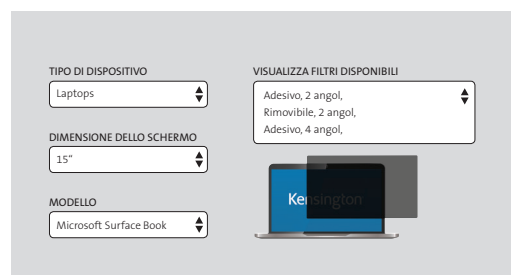 TIPO DI DISPOSITIVO
Laptops
DIMENSIONE DELLO SCHERMO
15"
MODELLO
Microsoft Surface Book
VISUALIZZA FILTRI DISPONIBILI
Adesivo, 2 angol,
Rimovibile, 2 angol,
Adesivo, 4 angol,
Kensington